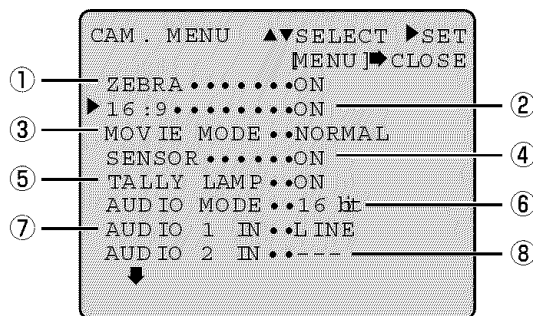 CAM. MENU ▲▼SELECT ▶SET
[MENU]➡CLOSE
① ZEBRA•••••••ON
▶16:9••••••••ON ②
③ MOVIE MODE••NORMAL
SENSOR••••••ON ④
⑤ TALLY LAMP••ON
AUDIO MODE••16 bit ⑥
⑦ AUDIO 1 IN••LINE
AUDIO 2 IN••---- ⑧
⬇